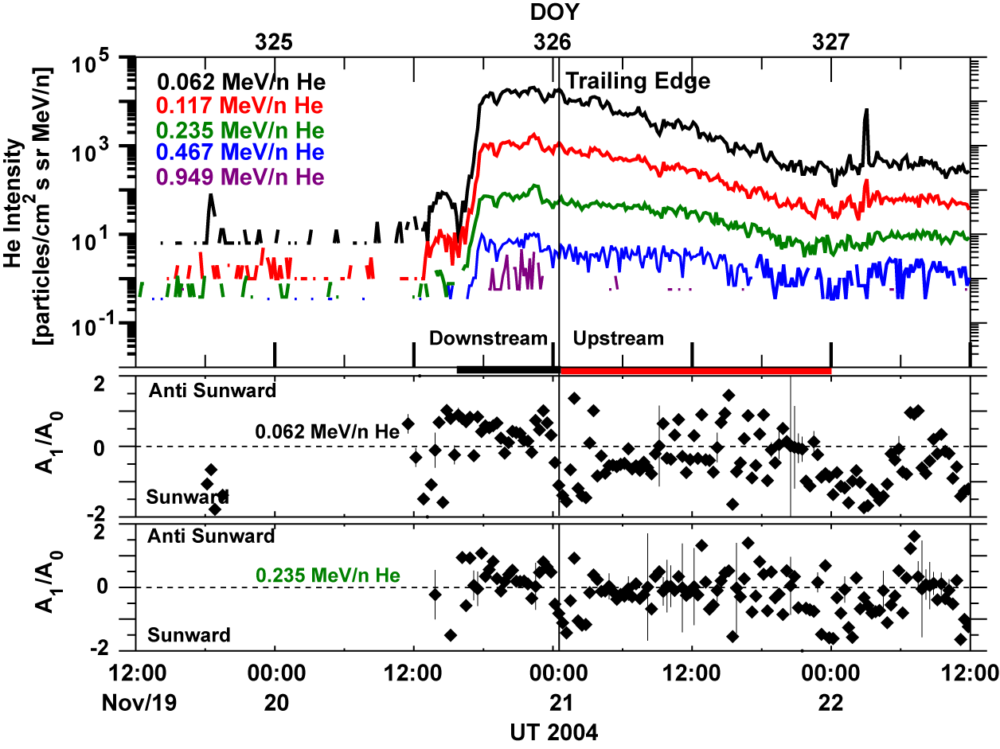 DOY
325 326 327
10^5
10^3
10^1
10^-1
He Intensity
[particles/cm^2 s sr MeV/n]
0.062 MeV/n He
0.117 MeV/n He
0.235 MeV/n He
0.467 MeV/n He
0.949 MeV/n He
Trailing Edge
Downstream Upstream
2
0
-2
A_1/A_0
Anti Sunward
0.062 MeV/n He
Sunward
2
0
-2
A_1/A_0
Anti Sunward
0.235 MeV/n He
Sunward
12:00 00:00 12:00 00:00 12:00 00:00 12:00
Nov/19 20 21 22
UT 2004